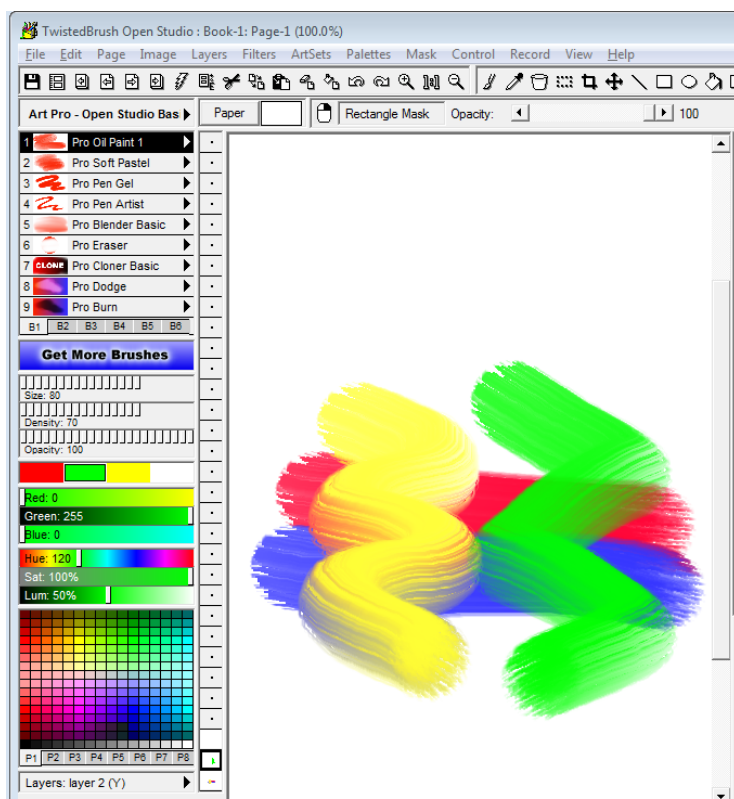 TwistedBrush Open Studio : Book-1: Page-1 (100.0%)
File Edit Page Image Layers Filters ArtSets Palettes Mask Control Record View Help
Art Pro - Open Studio Bas Paper Rectangle Mask Opacity: 100
1 Pro Oil Paint 1
2 Pro Soft Pastel
3 Pro Pen Gel
4 Pro Pen Artist
5 Pro Blender Basic
6 Pro Eraser
7 CLONE Pro Cloner Basic
8 Pro Dodge
9 Pro Burn
B1 B2 B3 B4 B5 B6
Get More Brushes
Size: 80
Density: 70
Opacity: 100
Red: 0
Green: 255
Blue: 0
Hue: 120
Sat: 100%
Lum: 50%
P1 P2 P3 P4 P5 P6 P7 P8
Layers: layer 2 (Y)